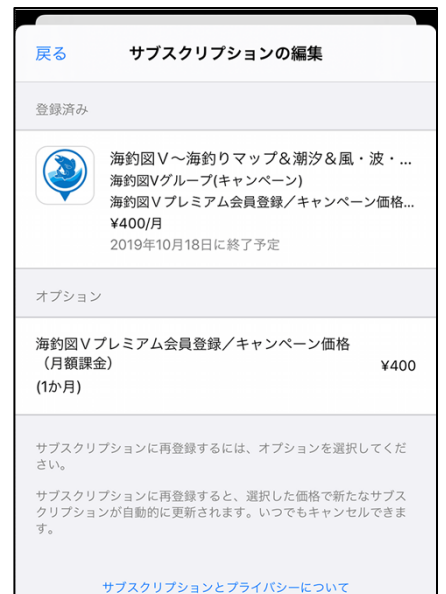 戻る
サブスクリプションの編集
登録済み
海釣図Ⅴ～海釣りマップ＆潮汐＆風・波・...
海釣図Vグループ(キャンペーン)
海釣図Ⅴプレミアム会員登録／キャンペーン価格...
¥400/月
2019年10月18日に終了予定
オプション
海釣図Ⅴプレミアム会員登録／キャンペーン価格
（月額課金）
¥400
(1か月)
サブスクリプションに再登録するには、オプションを選択してくだ
さい。
サブスクリプションに再登録すると、選択した価格で新たなサブス
クリプションが自動的に更新されます。いつでもキャンセルできま
す。
サブスクリプションとプライバシーについて